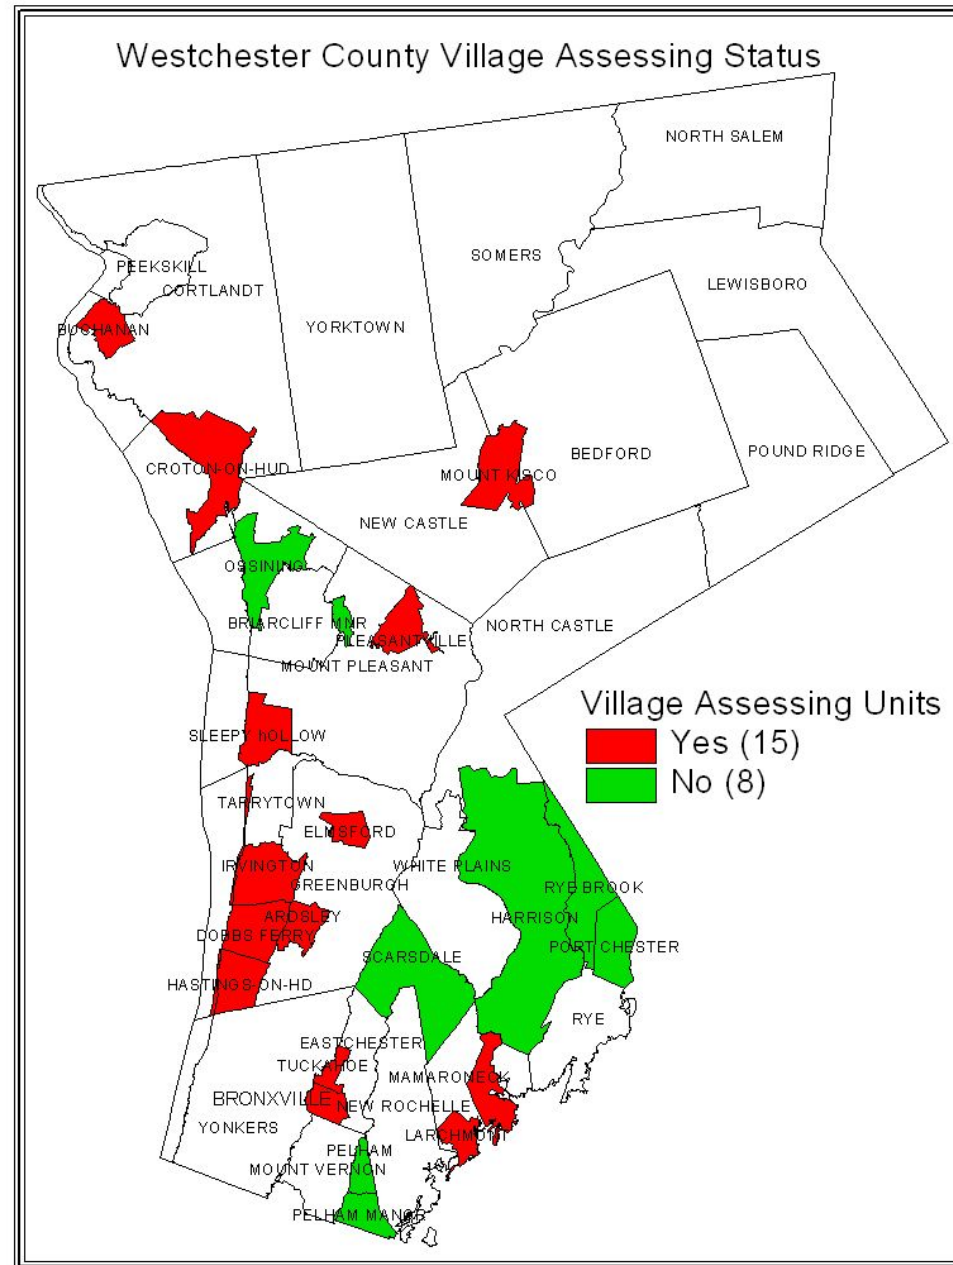 Westchester County Village Assessing Status
NORTH SALEM
SOMERS
PEEKSKILL
LEWISBORO
CORTLANDT
YORKTOWN
BUCHANAN
BEDFORD
POUND RIDGE
CROTON-ON-HUD
MOUNT KISCO
NEW CASTLE
OSSINING
BRIARCLIFF MNR
NORTH CASTLE
PLEASANTVILLE
MOUNT PLEASANT
Village Assessing Units
Yes (15)
No (8)
SLEEPY hOLLOW
TARRYTOWN
ELMSFORD
IRVINGTON
WHITE PLAINS
GREENBURGH
RYE BROOK
ARDSLEY
HARRISON
DOBBS FERRY
PORT CHESTER
SCARSDALE
HASTINGS-ON-HD
RYE
EASTCHESTER
TUCKAHOE
MAMARONECK
BRONXVILLE
NEW ROCHELLE
YONKERS
LARCHMONT
PELHAM
MOUNT VERNON
PELHAM MANOR